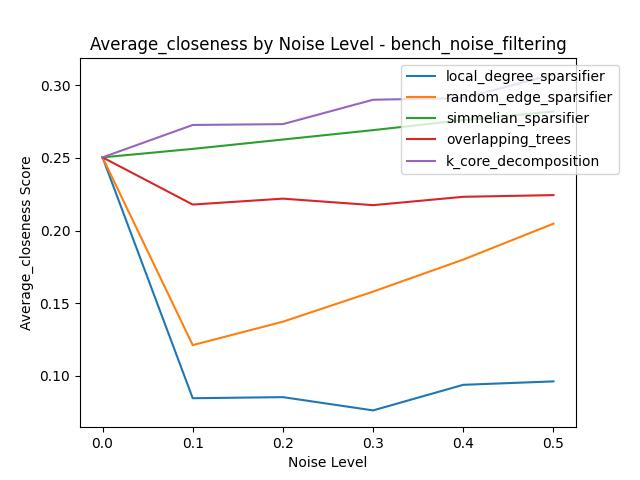 Average_closeness by Noise Level - bench_noise_filtering
local_degree_sparsifier
random_edge_sparsifier
simmelian_sparsifier
overlapping_trees
k_core_decomposition
Average_closeness Score
0.30
0.25
0.20
0.15
0.10
0.0 0.1 0.2 0.3 0.4 0.5
Noise Level